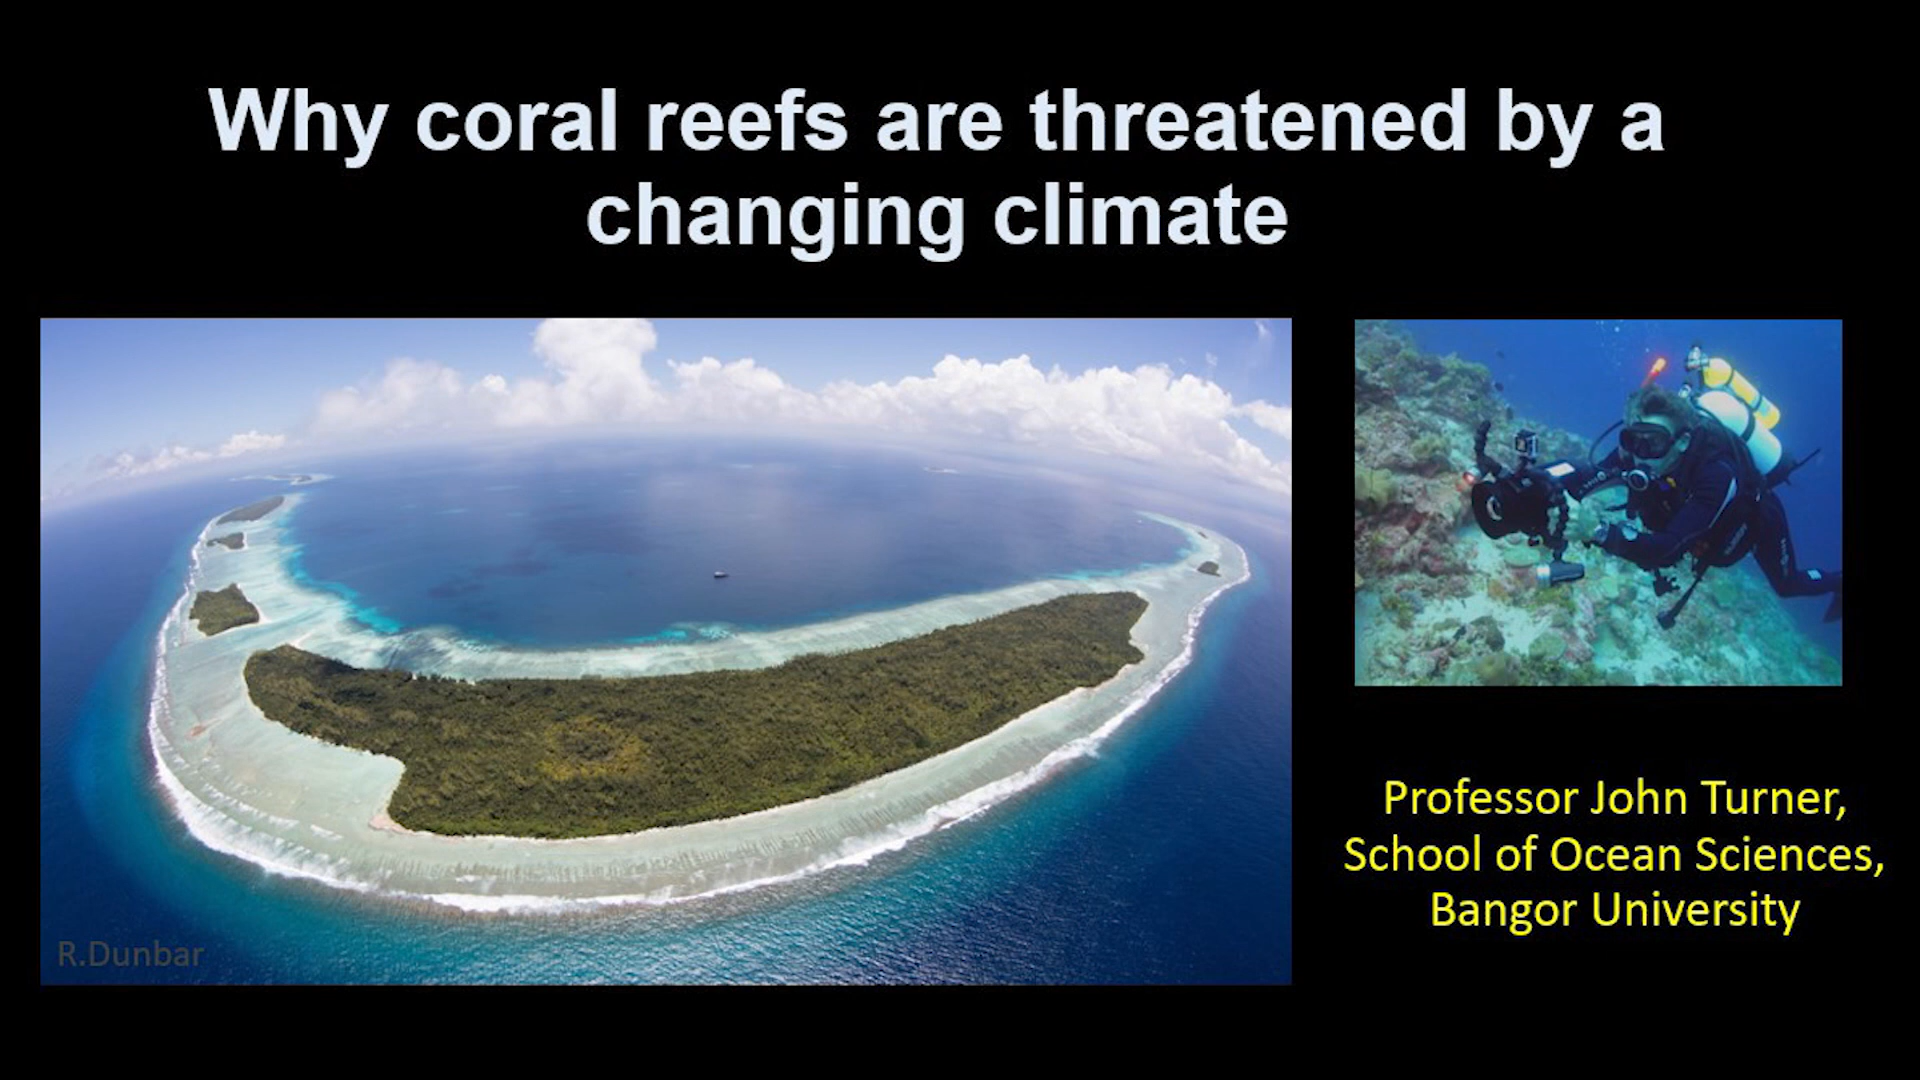 Why coral reefs are threatened by a
changing climate
R.Dunbar
Professor John Turner,
School of Ocean Sciences,
Bangor University